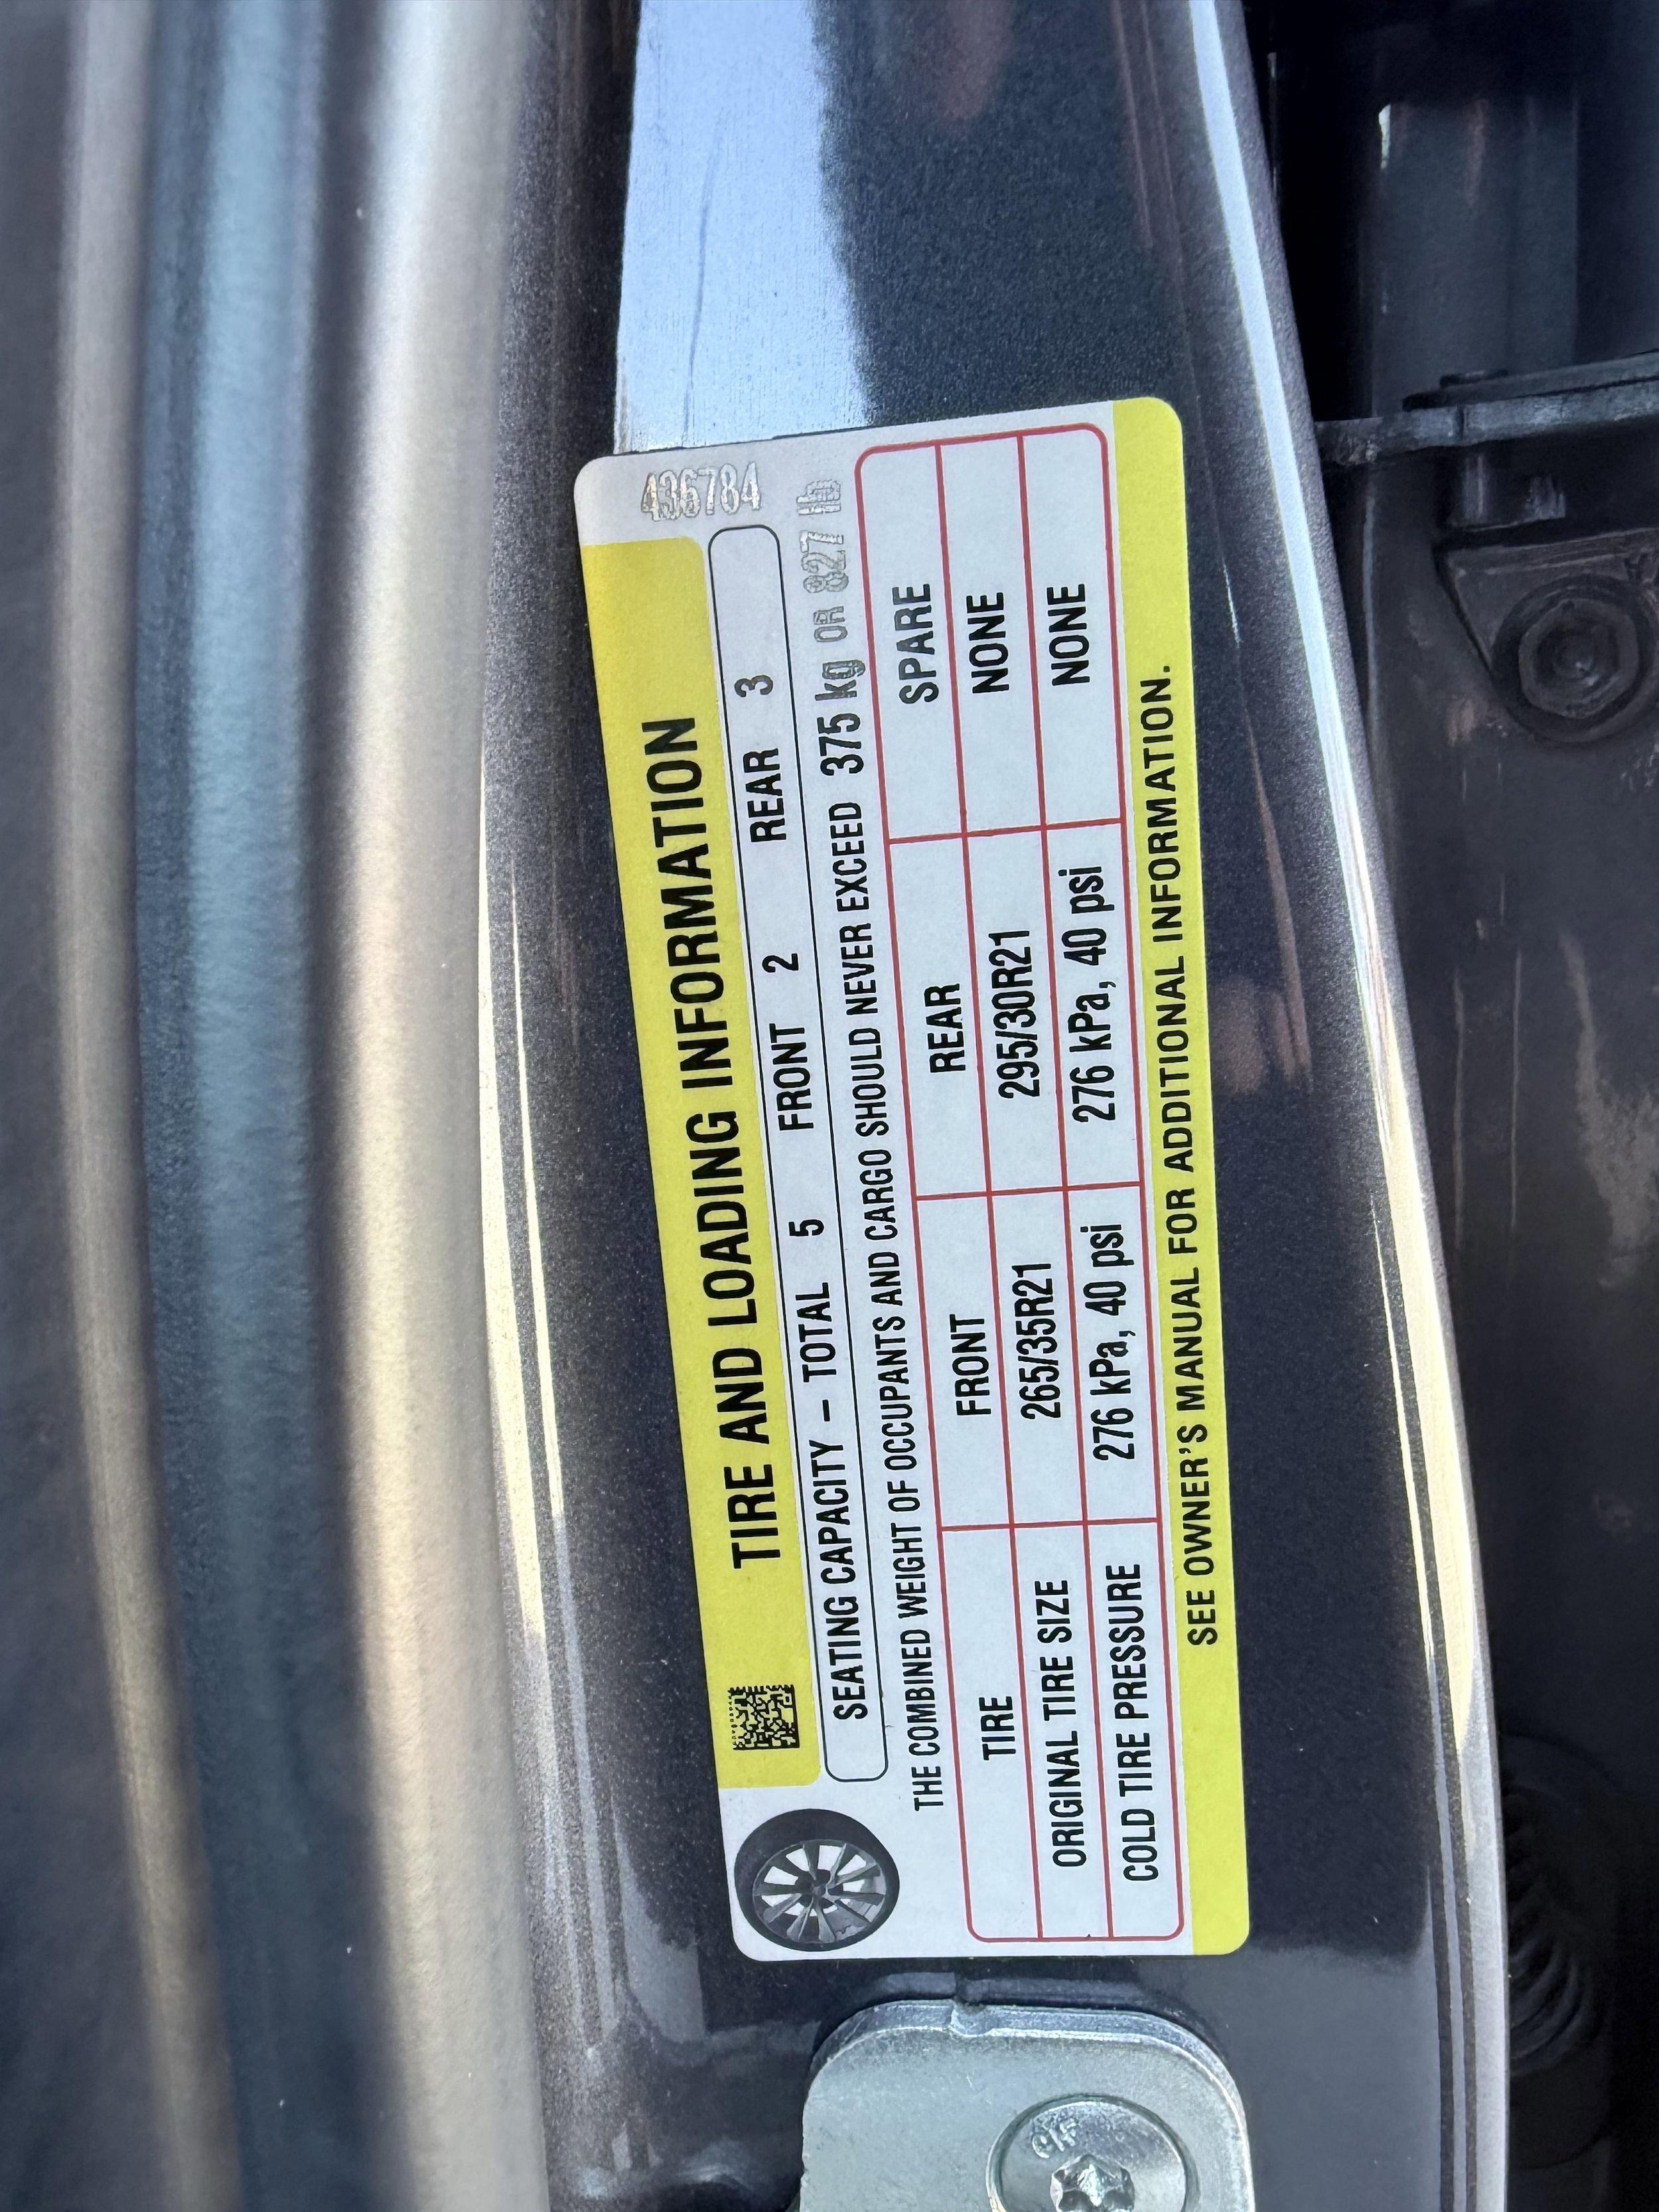 436784
TIRE AND LOADING INFORMATION
SEATING CAPACITY – TOTAL 5 FRONT 2 REAR 3
THE COMBINED WEIGHT OF OCCUPANTS AND CARGO SHOULD NEVER EXCEED 375 kg OR 827 lb
TIRE FRONT REAR SPARE
ORIGINAL TIRE SIZE 265/35R21 295/30R21 NONE
COLD TIRE PRESSURE 276 kPa, 40 psi 276 kPa, 40 psi NONE
SEE OWNER'S MANUAL FOR ADDITIONAL INFORMATION.